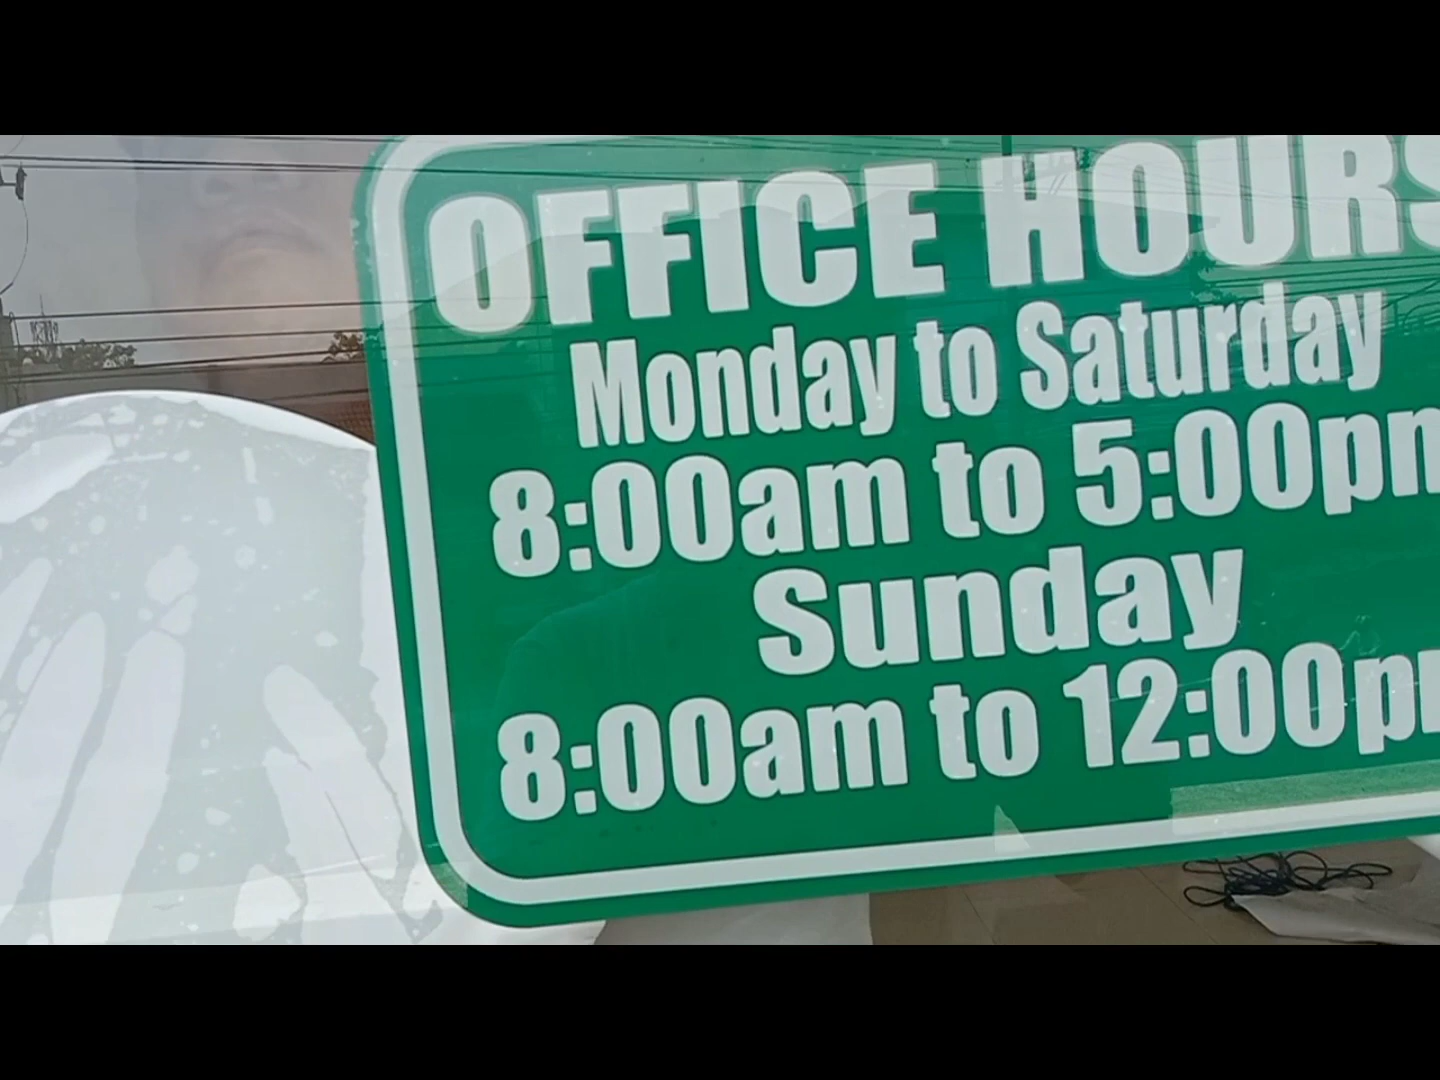 OFFICE HOURS
Monday to Saturday
8:00am to 5:00pm
Sunday
8:00am to 12:00pm